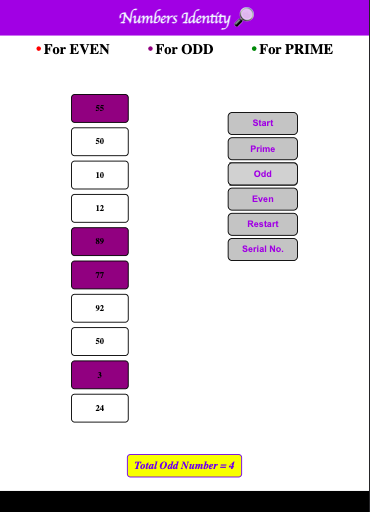 Numbers Identity
• For EVEN • For ODD • For PRIME
55
50
10
12
89
77
92
50
3
24
Start
Prime
Odd
Even
Restart
Serial No.
Total Odd Number = 4